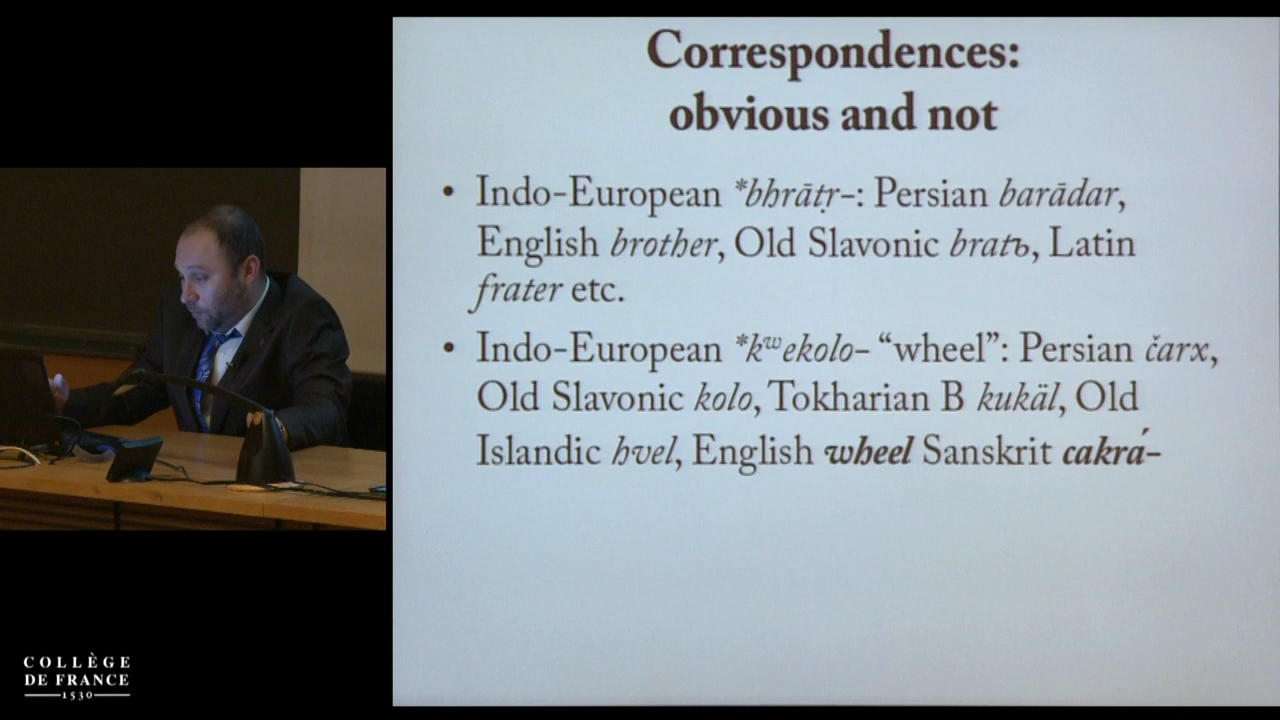 Correspondences:
obvious and not
• Indo-European *bhrātṛ-: Persian barādar,
English brother, Old Slavonic bratъ, Latin
frater etc.
• Indo-European *kʷekolo- “wheel”: Persian čarx,
Old Slavonic kolo, Tokharian B kukäl, Old
Islandic hvel, English wheel Sanskrit cakrá-
COLLÈGE
DE FRANCE
1530